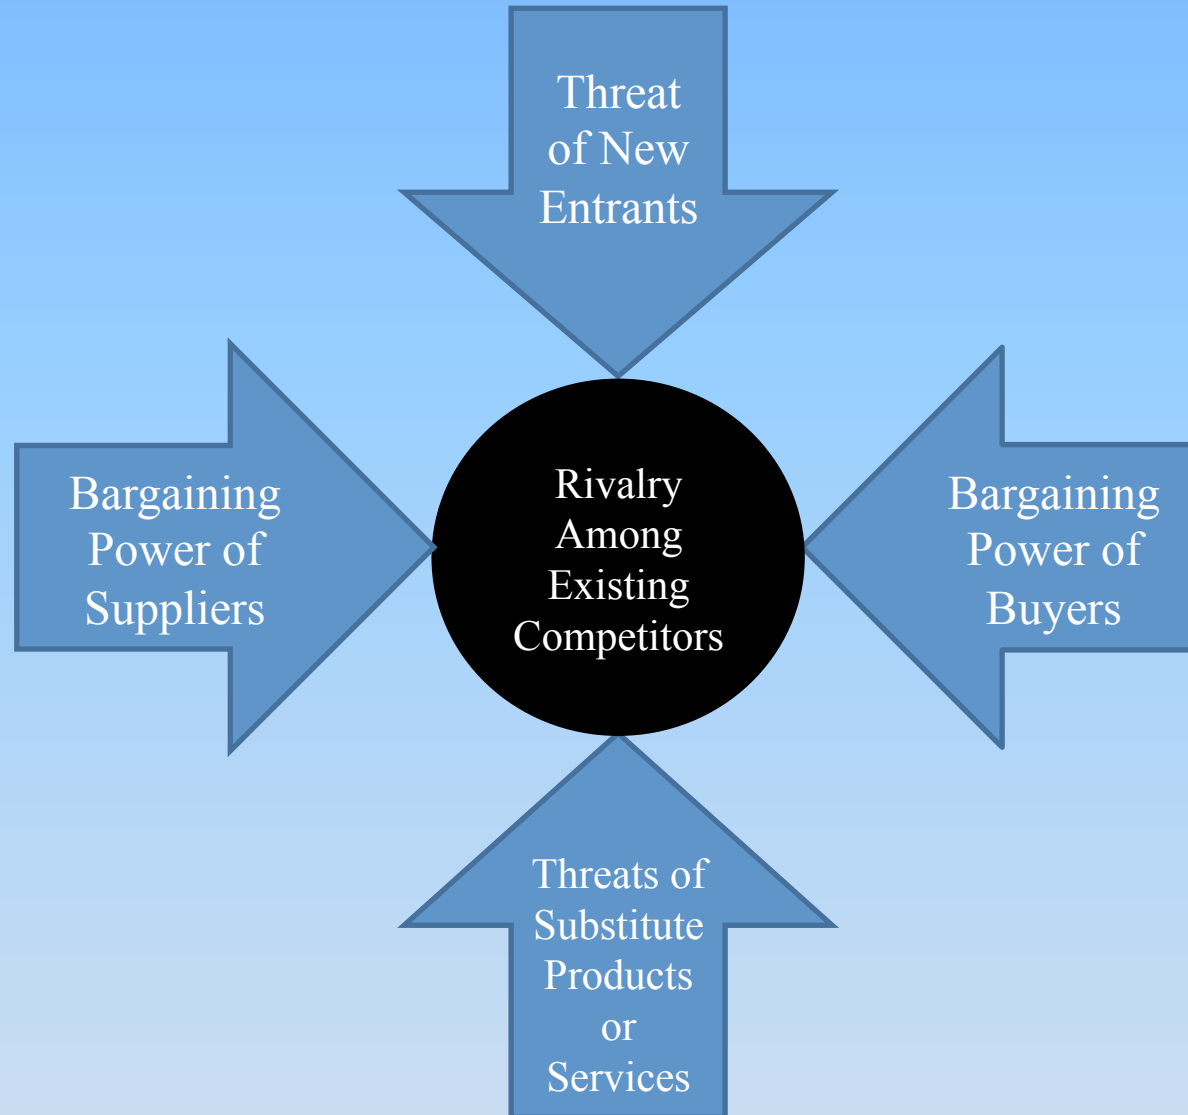 Threat
of New
Entrants
Bargaining
Power of
Suppliers
Rivalry
Among
Existing
Competitors
Bargaining
Power of
Buyers
Threats of
Substitute
Products
or
Services